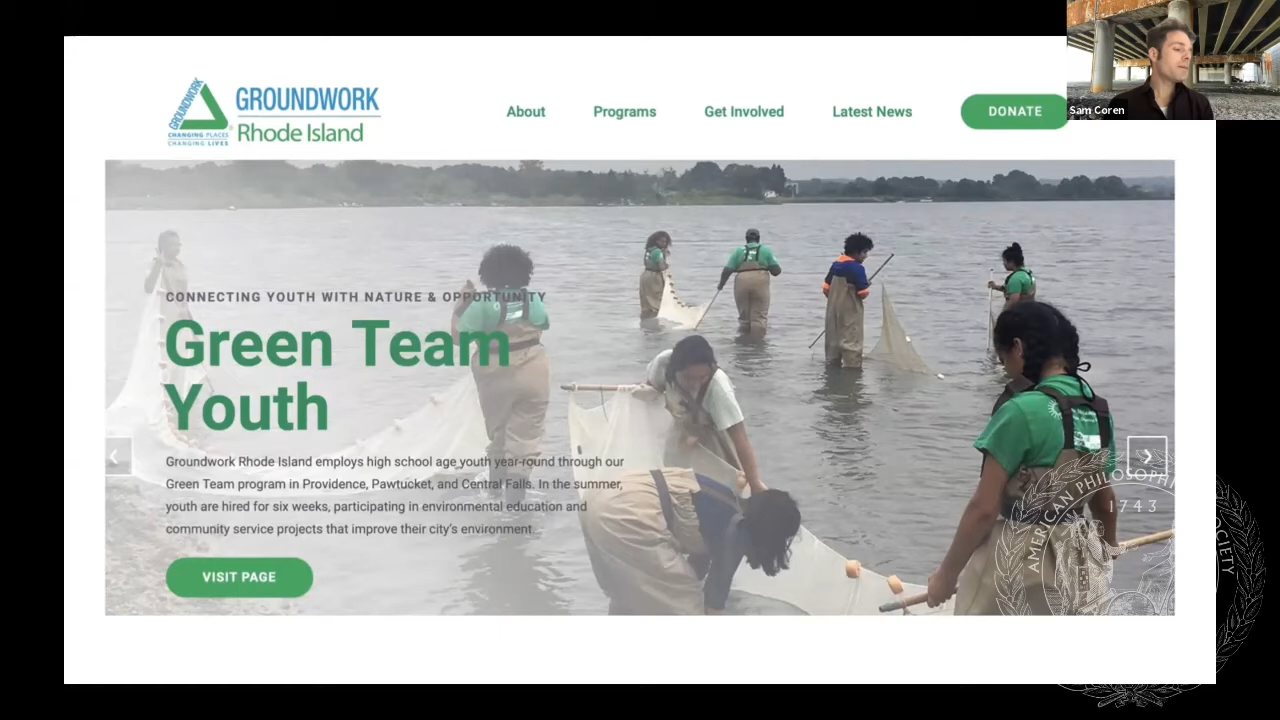 GROUNDWORK
CHANGING PLACES
CHANGING LIVES
GROUNDWORK
Rhode Island
About
Programs
Get Involved
Latest News
DONATE
Sam Coren
CONNECTING YOUTH WITH NATURE & OPPORTUNITY
Green Team
Youth
Groundwork Rhode Island employs high school age youth year-round through our
Green Team program in Providence, Pawtucket, and Central Falls. In the summer,
youth are hired for six weeks, participating in environmental education and
community service projects that improve their city's environment.
VISIT PAGE
AMERICAN PHILOSOPHI
SOCIETY
1743